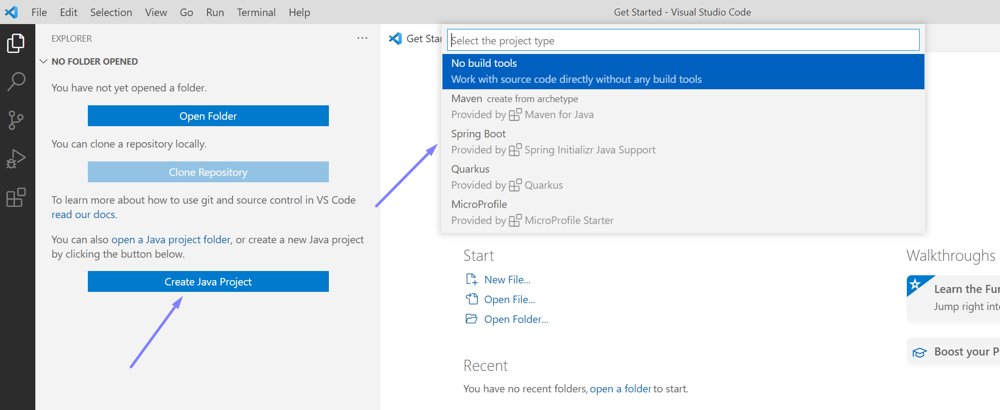 File Edit Selection View Go Run Terminal Help
Get Started - Visual Studio Code
EXPLORER
NO FOLDER OPENED
You have not yet opened a folder.
Open Folder
You can clone a repository locally.
Clone Repository
To learn more about how to use git and source control in VS Code
read our docs.
You can also open a Java project folder, or create a new Java project
by clicking the button below.
Create Java Project
Get Star
Select the project type
No build tools
Work with source code directly without any build tools
Maven create from archetype
Provided by Maven for Java
Spring Boot
Provided by Spring Initializr Java Support
Quarkus
Provided by Quarkus
MicroProfile
Provided by MicroProfile Starter
Start
New File...
Open File...
Open Folder...
Recent
You have no recent folders, open a folder to start.
Walkthroughs
Learn the Fu
Jump right int
Boost your P